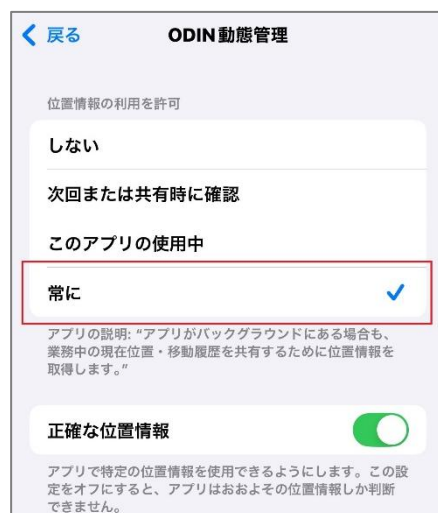 戻る ODIN動態管理
位置情報の利用を許可
しない
次回または共有時に確認
このアプリの使用中
常に
アプリの説明: “アプリがバックグラウンドにある場合も、
業務中の現在位置・移動履歴を共有するために位置情報を
取得します。”
正確な位置情報
アプリで特定の位置情報を使用できるようにします。この設
定をオフにすると、アプリはおおよその位置情報しか判断
できません。